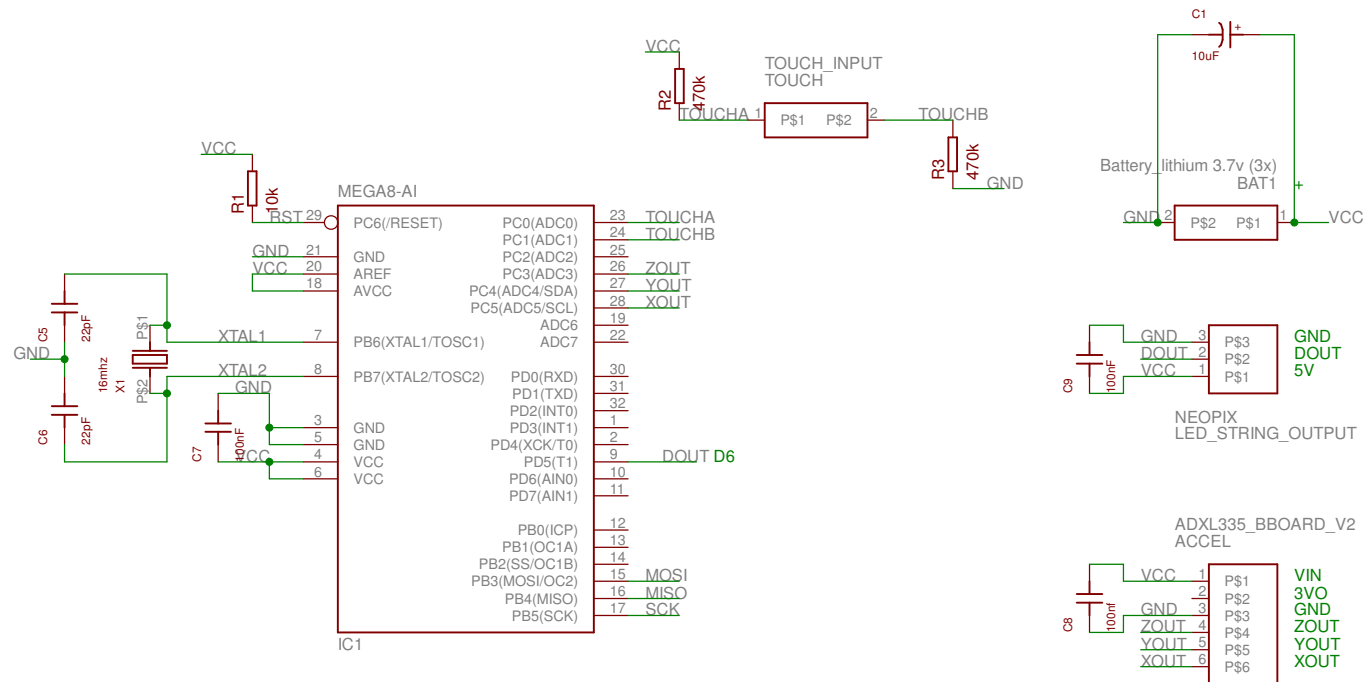 C1
+
10uF
VCC
R2
470k
TOUCH_INPUT
TOUCH
TOUCHA
1
P$1
P$2
2
TOUCHB
R3
470k
GND
Battery_lithium 3.7v (3x)
BAT1
+
GND
2
P$2
P$1
1
VCC
VCC
R1
10k
MEGA8-AI
RST
29
PC6(/RESET)
GND
21
GND
VCC
20
AREF
18
AVCC
XTAL1
7
PB6(XTAL1/TOSC1)
XTAL2
8
PB7(XTAL2/TOSC2)
GND
3
GND
5
GND
VCC
4
VCC
6
VCC
C7
100nF
GND
C5
22pF
C6
22pF
P$1
16mhz
X1
P$2
PC0(ADC0)
23
TOUCHA
PC1(ADC1)
24
TOUCHB
PC2(ADC2)
25
PC3(ADC3)
26
ZOUT
PC4(ADC4/SDA)
27
YOUT
PC5(ADC5/SCL)
28
XOUT
ADC6
19
ADC7
22
PD0(RXD)
30
PD1(TXD)
31
PD2(INT0)
32
PD3(INT1)
1
PD4(XCK/T0)
2
PD5(T1)
9
DOUT
D6
PD6(AIN0)
10
PD7(AIN1)
11
PB0(ICP)
12
PB1(OC1A)
13
PB2(SS/OC1B)
14
PB3(MOSI/OC2)
15
MOSI
PB4(MISO)
16
MISO
PB5(SCK)
17
SCK
IC1
C9
100nF
GND
3
P$3
GND
DOUT
2
P$2
DOUT
VCC
1
P$1
5V
NEOPIX
LED_STRING_OUTPUT
ADXL335_BBOARD_V2
ACCEL
C8
100nf
VCC
1
P$1
VIN
2
P$2
3VO
GND
3
P$3
GND
ZOUT
4
P$4
ZOUT
YOUT
5
P$5
YOUT
XOUT
6
P$6
XOUT